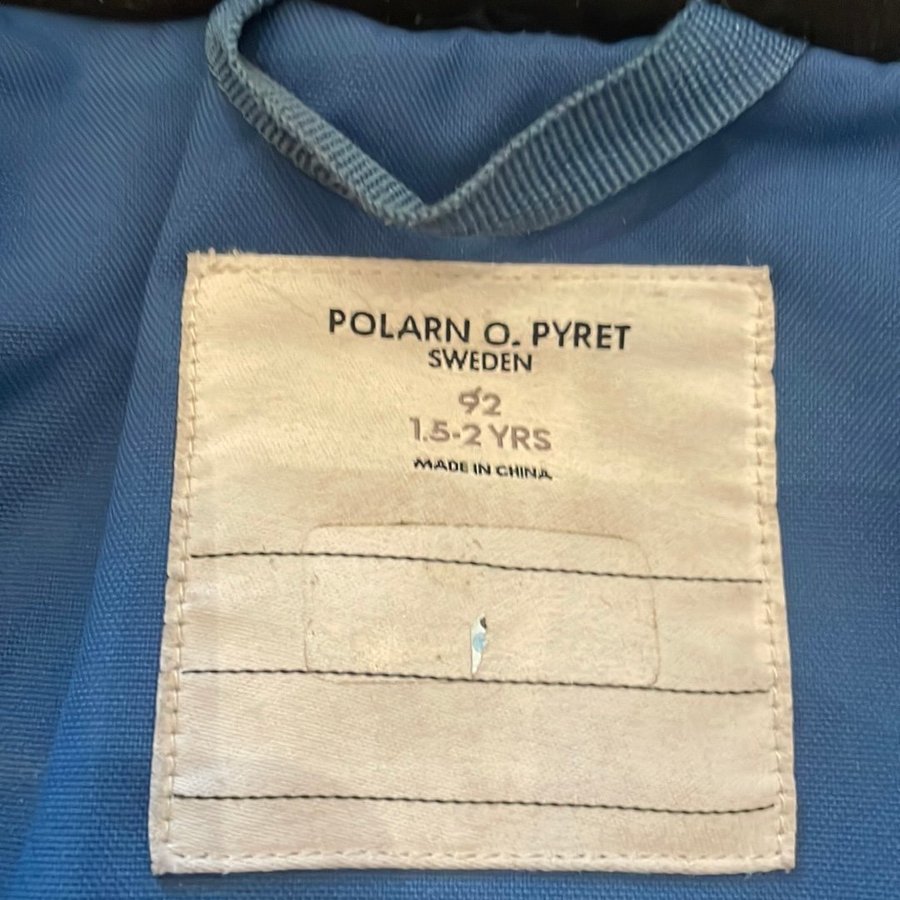 POLARN O. PYRET
SWEDEN
92
1.5-2 YRS
MADE IN CHINA